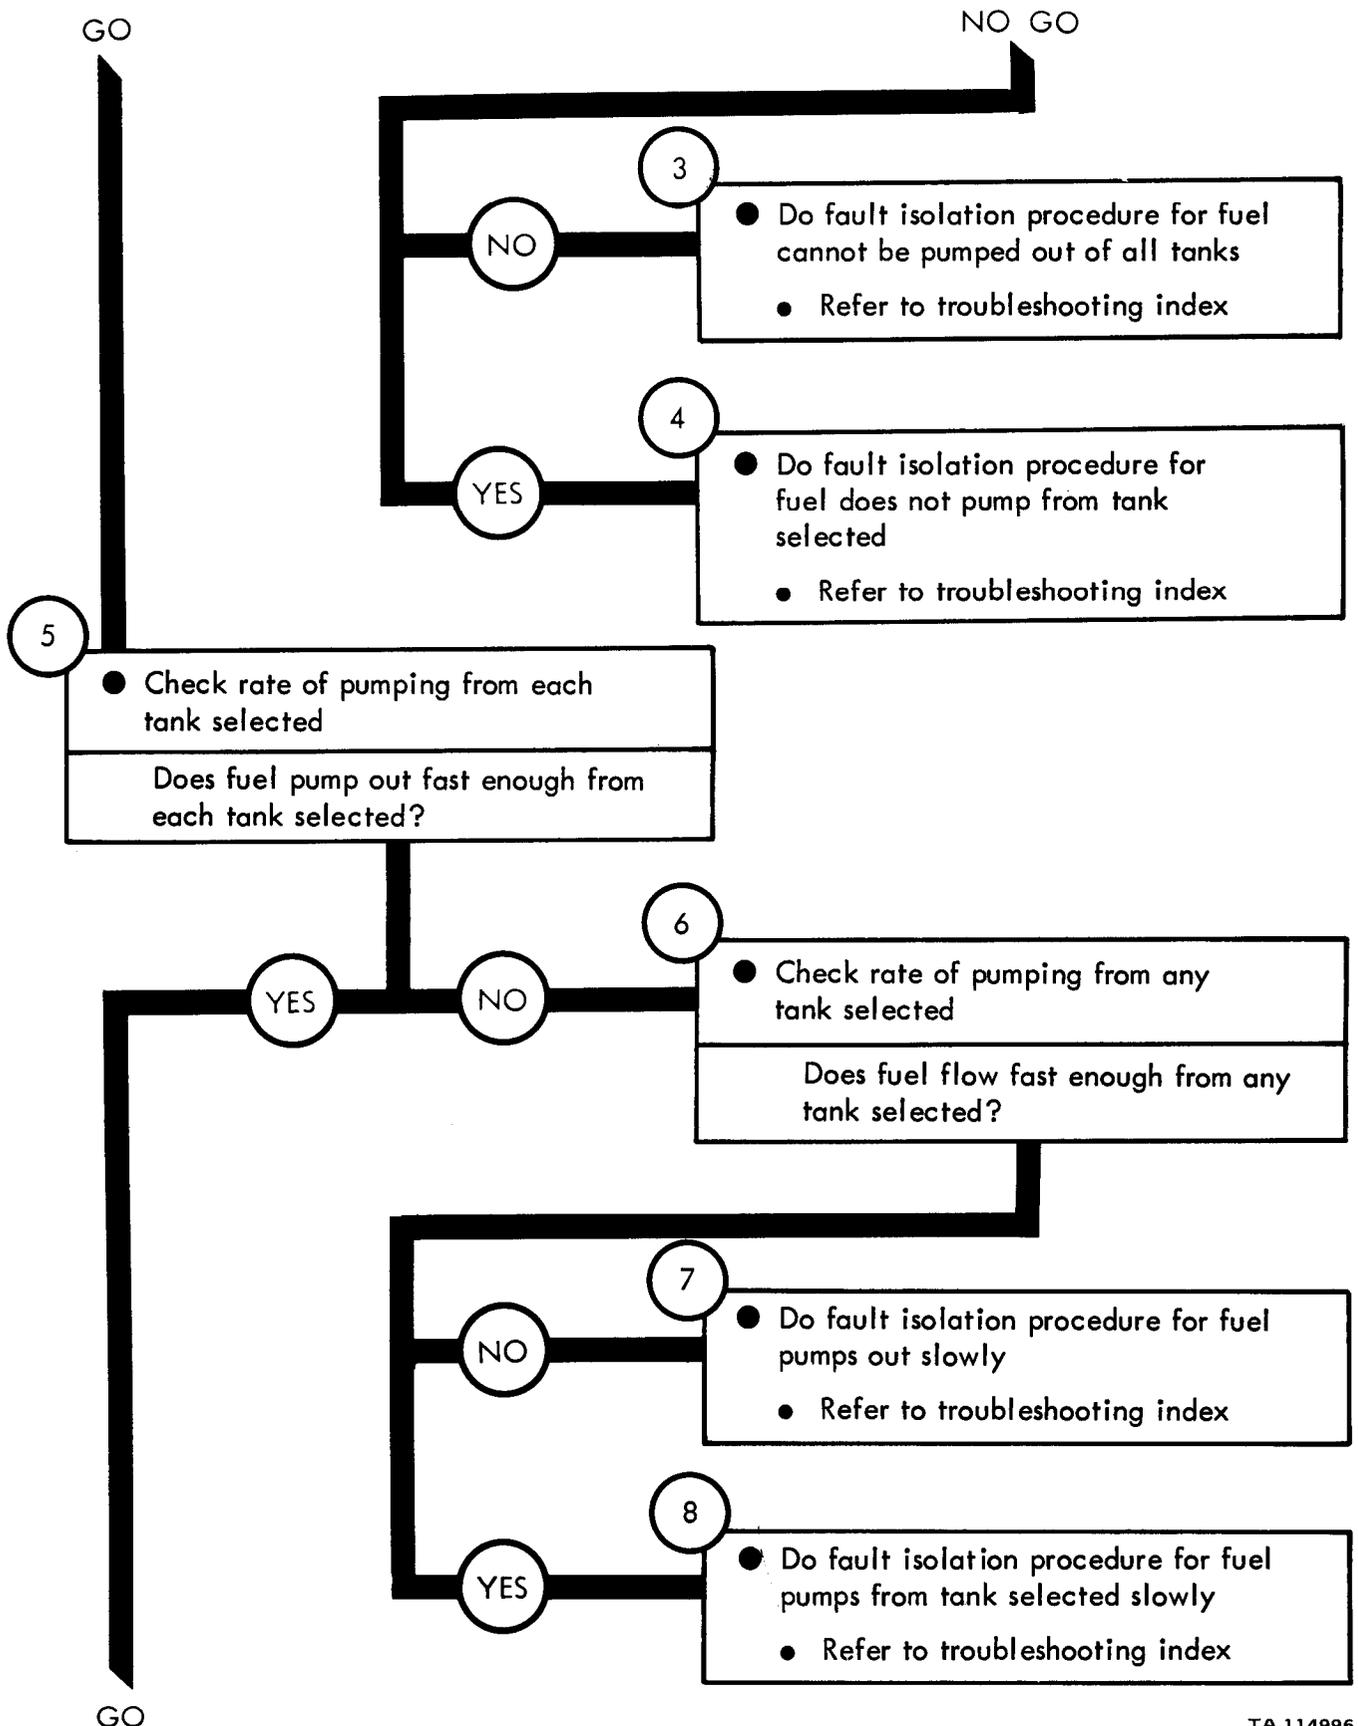 GO
NO GO
3
● Do fault isolation procedure for fuel
cannot be pumped out of all tanks
● Refer to troubleshooting index
NO
4
● Do fault isolation procedure for
fuel does not pump from tank
selected
● Refer to troubleshooting index
YES
5
● Check rate of pumping from each
tank selected
Does fuel pump out fast enough from
each tank selected?
YES
NO
6
● Check rate of pumping from any
tank selected
Does fuel flow fast enough from any
tank selected?
7
● Do fault isolation procedure for fuel
pumps out slowly
● Refer to troubleshooting index
NO
8
● Do fault isolation procedure for fuel
pumps from tank selected slowly
● Refer to troubleshooting index
YES
GO
TA 114996